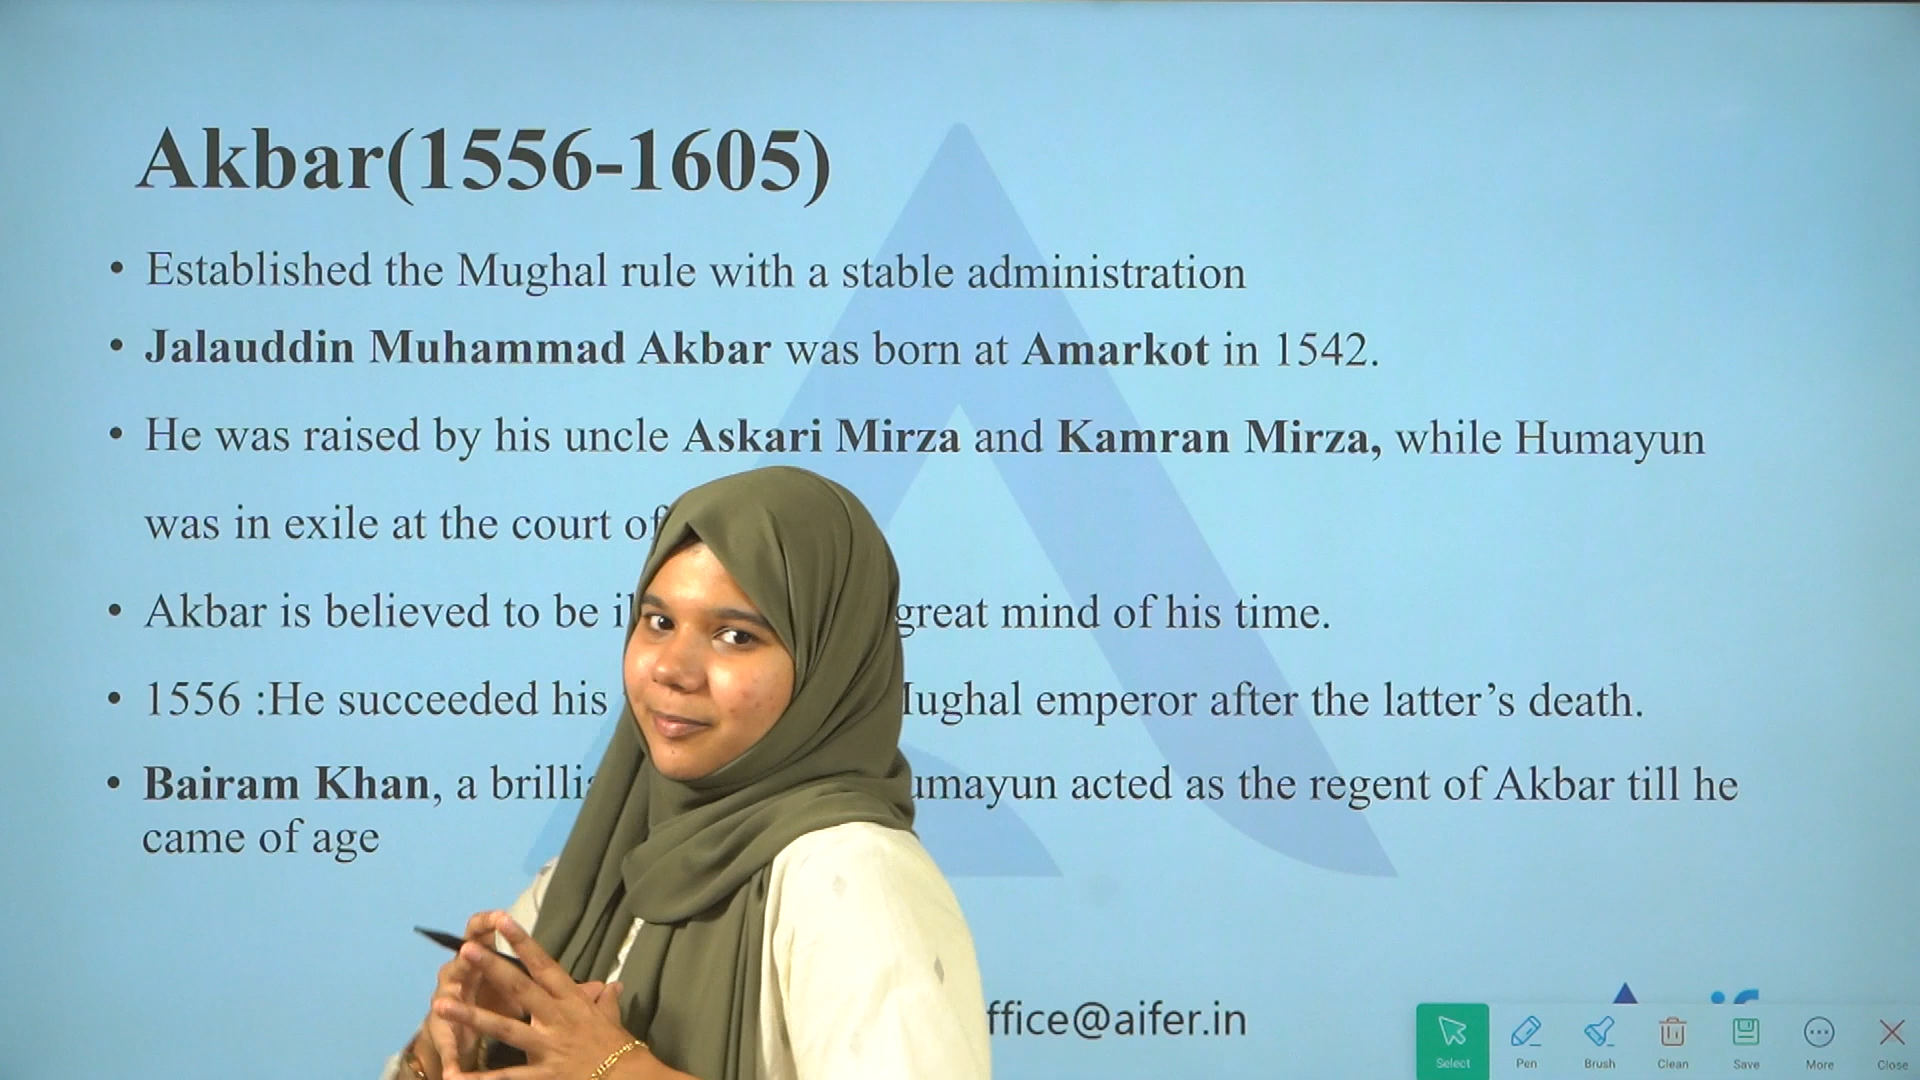 Akbar(1556-1605)
• Established the Mughal rule with a stable administration
• Jalauddin Muhammad Akbar was born at Amarkot in 1542.
• He was raised by his uncle Askari Mirza and Kamran Mirza, while Humayun
was in exile at the court of
• Akbar is believed to be great mind of his time.
• 1556 :He succeeded his emperor after the latter's death.
• Bairam Khan, a acted as the regent of Akbar till he
came of age
ffice@aifer.in
Select Pen Brush Clean Save More Close